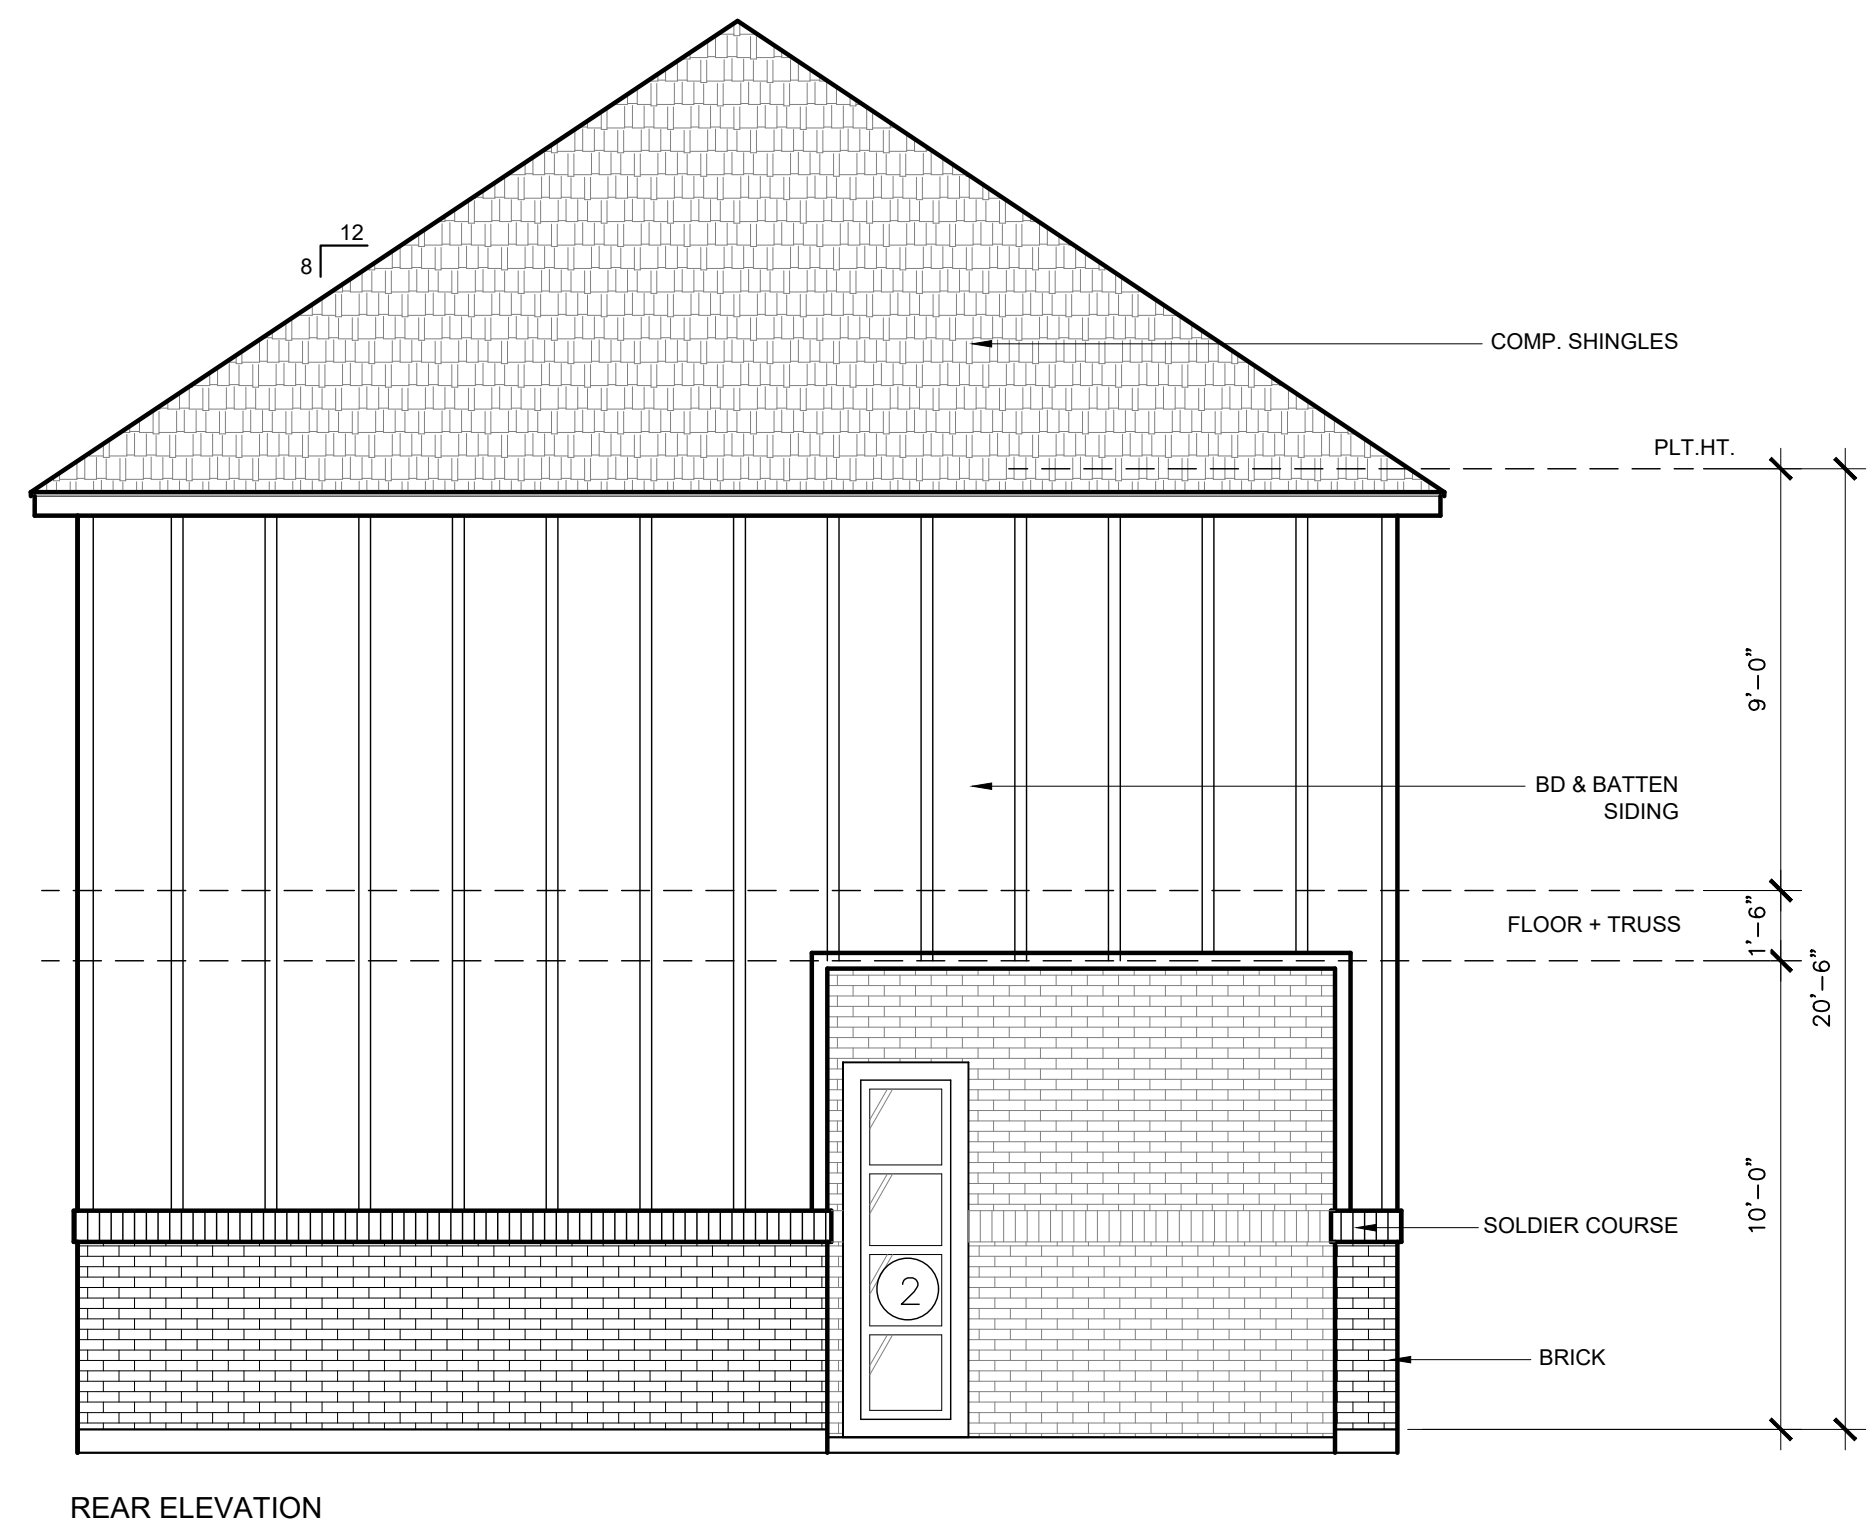 12
8
COMP. SHINGLES
PLT.HT.
9'-0"
BD & BATTEN
SIDING
FLOOR + TRUSS
1'-6"
20'-6"
10'-0"
SOLDIER COURSE
2
BRICK
REAR ELEVATION